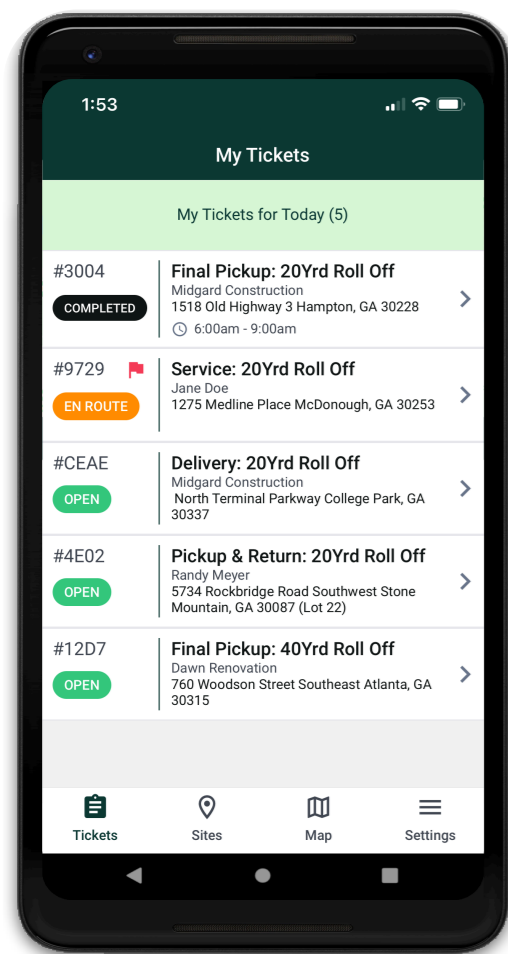 1:53
My Tickets
My Tickets for Today (5)
#3004
COMPLETED
Final Pickup: 20Yrd Roll Off
Midgard Construction
1518 Old Highway 3 Hampton, GA 30228
6:00am - 9:00am
#9729
EN ROUTE
Service: 20Yrd Roll Off
Jane Doe
1275 Medline Place McDonough, GA 30253
#CEAE
OPEN
Delivery: 20Yrd Roll Off
Midgard Construction
North Terminal Parkway College Park, GA
30337
#4E02
OPEN
Pickup & Return: 20Yrd Roll Off
Randy Meyer
5734 Rockbridge Road Southwest Stone
Mountain, GA 30087 (Lot 22)
#12D7
OPEN
Final Pickup: 40Yrd Roll Off
Dawn Renovation
760 Woodson Street Southeast Atlanta, GA
30315
Tickets
Sites
Map
Settings